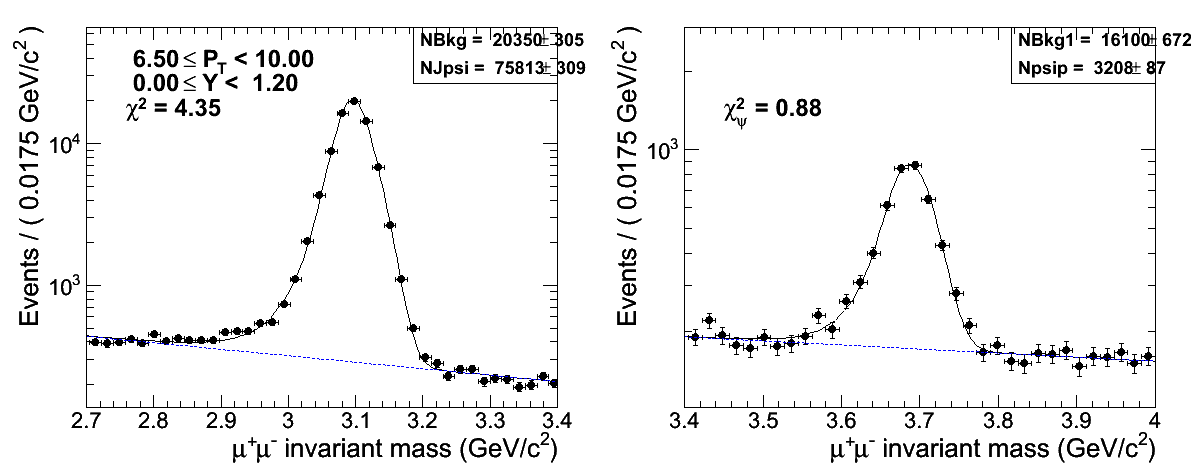 Events / ( 0.0175 GeV/c² )
10⁴
10³
6.50 ≤ P_T < 10.00
0.00 ≤ Y < 1.20
χ² = 4.35
NBkg = 20350 ± 305
NJpsi = 75813 ± 309
2.7 2.8 2.9 3 3.1 3.2 3.3 3.4
μ⁺μ⁻ invariant mass (GeV/c²)
Events / ( 0.0175 GeV/c² )
10³
χ²_ψ = 0.88
NBkg1 = 16100 ± 672
Npsip = 3208 ± 87
3.4 3.5 3.6 3.7 3.8 3.9 4
μ⁺μ⁻ invariant mass (GeV/c²)